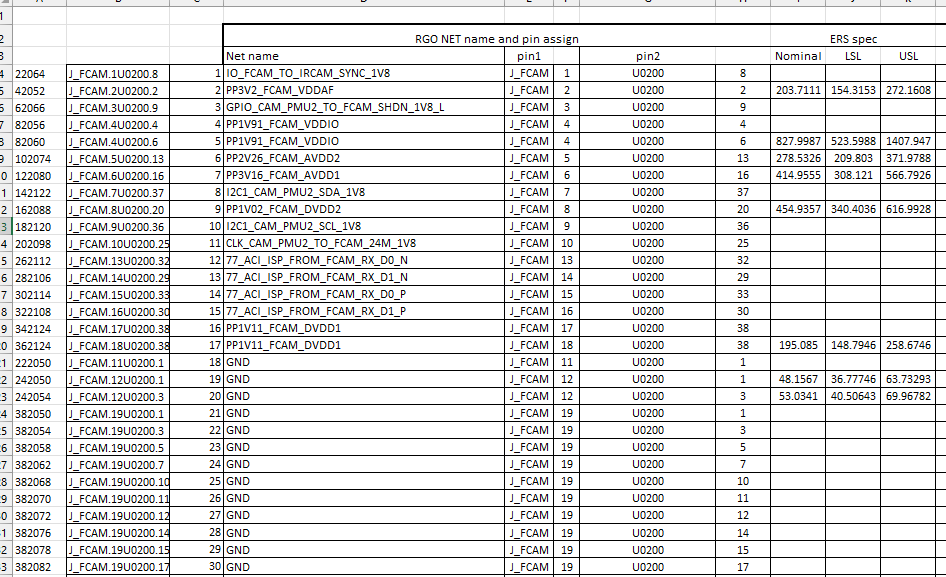 RGO NET name and pin assign ERS spec
Net name pin1 pin2 Nominal LSL USL
22064 J_FCAM.1U0200.8 1 IO_FCAM_TO_IRCAM_SYNC_1V8 J_FCAM 1 U0200 8
42052 J_FCAM.2U0200.2 2 PP3V2_FCAM_VDDAF J_FCAM 2 U0200 2 203.7111 154.3153 272.1608
62066 J_FCAM.3U0200.9 3 GPIO_CAM_PMU2_TO_FCAM_SHDN_1V8_L J_FCAM 3 U0200 9
82056 J_FCAM.4U0200.4 4 PP1V91_FCAM_VDDIO J_FCAM 4 U0200 4
82060 J_FCAM.4U0200.6 5 PP1V91_FCAM_VDDIO J_FCAM 4 U0200 6 827.9987 523.5988 1407.947
102074 J_FCAM.5U0200.13 6 PP2V26_FCAM_AVDD2 J_FCAM 5 U0200 13 278.5326 209.803 371.9788
122080 J_FCAM.6U0200.16 7 PP3V16_FCAM_AVDD1 J_FCAM 6 U0200 16 414.9555 308.121 566.7926
142122 J_FCAM.7U0200.37 8 I2C1_CAM_PMU2_SDA_1V8 J_FCAM 7 U0200 37
162088 J_FCAM.8U0200.20 9 PP1V02_FCAM_DVDD2 J_FCAM 8 U0200 20 454.9357 340.4036 616.9928
182120 J_FCAM.9U0200.36 10 I2C1_CAM_PMU2_SCL_1V8 J_FCAM 9 U0200 36
202098 J_FCAM.10U0200.25 11 CLK_CAM_PMU2_TO_FCAM_24M_1V8 J_FCAM 10 U0200 25
262112 J_FCAM.13U0200.32 12 77_ACI_ISP_FROM_FCAM_RX_D0_N J_FCAM 13 U0200 32
282106 J_FCAM.14U0200.29 13 77_ACI_ISP_FROM_FCAM_RX_D1_N J_FCAM 14 U0200 29
302114 J_FCAM.15U0200.33 14 77_ACI_ISP_FROM_FCAM_RX_D0_P J_FCAM 15 U0200 33
322108 J_FCAM.16U0200.30 15 77_ACI_ISP_FROM_FCAM_RX_D1_P J_FCAM 16 U0200 30
342124 J_FCAM.17U0200.38 16 PP1V11_FCAM_DVDD1 J_FCAM 17 U0200 38
362124 J_FCAM.18U0200.38 17 PP1V11_FCAM_DVDD1 J_FCAM 18 U0200 38 195.085 148.7946 258.6746
222050 J_FCAM.11U0200.1 18 GND J_FCAM 11 U0200 1
242050 J_FCAM.12U0200.1 19 GND J_FCAM 12 U0200 1 48.1567 36.77746 63.73293
242054 J_FCAM.12U0200.3 20 GND J_FCAM 12 U0200 3 53.0341 40.50643 69.96782
382050 J_FCAM.19U0200.1 21 GND J_FCAM 19 U0200 1
382054 J_FCAM.19U0200.3 22 GND J_FCAM 19 U0200 3
382058 J_FCAM.19U0200.5 23 GND J_FCAM 19 U0200 5
382062 J_FCAM.19U0200.7 24 GND J_FCAM 19 U0200 7
382068 J_FCAM.19U0200.10 25 GND J_FCAM 19 U0200 10
382070 J_FCAM.19U0200.11 26 GND J_FCAM 19 U0200 11
382072 J_FCAM.19U0200.12 27 GND J_FCAM 19 U0200 12
382076 J_FCAM.19U0200.14 28 GND J_FCAM 19 U0200 14
382078 J_FCAM.19U0200.15 29 GND J_FCAM 19 U0200 15
382082 J_FCAM.19U0200.17 30 GND J_FCAM 19 U0200 17